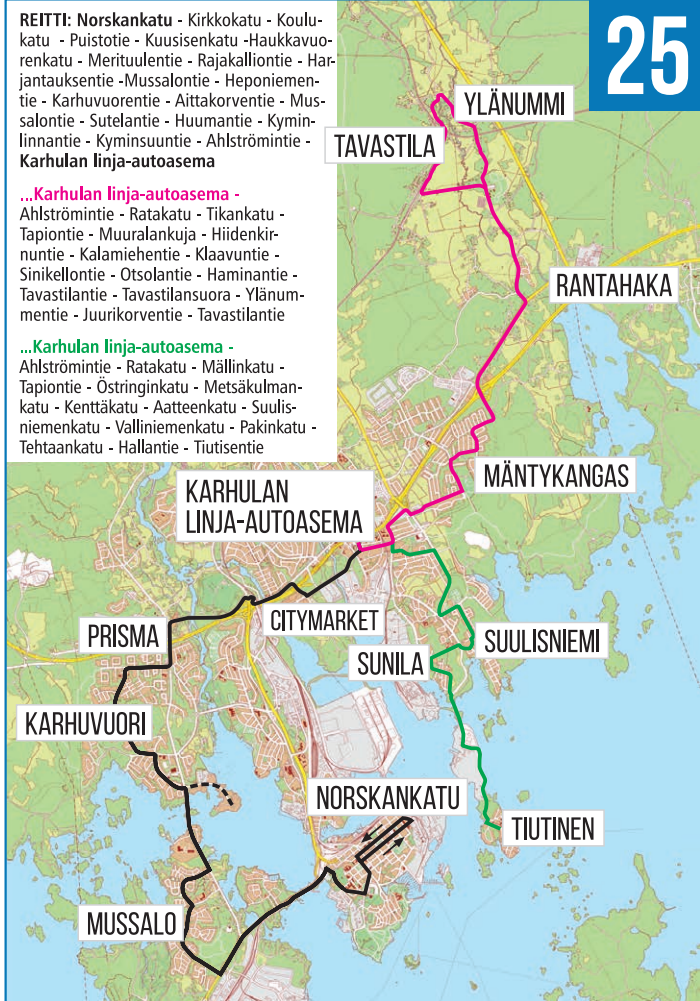 REITTI: Norskankatu - Kirkkokatu - Koulu-
katu - Puistotie - Kuusisenkatu -Haukkavuo-
renkatu - Merituulentie - Rajakalliontie - Har-
jantauksentie -Mussalontie - Heponiemen-
tie - Karhuvuorentie - Aittakorventie - Mus-
salontie - Sutelantie - Huumantie - Kymin-
linnantie - Kyminsuuntie - Ahlströmintie -
Karhulan linja-autoasema
...Karhulan linja-autoasema -
Ahlströmintie - Ratakatu - Tikankatu -
Tapiontie - Muuralankuja - Hiidenkir-
nuntie - Kalamiehentie - Klaavuntie -
Sinikellontie - Otsolantie - Haminantie -
Tavastilantie - Tavastilansuora - Ylänum-
mentie - Juurikorventie - Tavastilantie
...Karhulan linja-autoasema -
Ahlströmintie - Ratakatu - Mällinkatu -
Tapiontie - Östringinkatu - Metsäkulman-
katu - Kenttäkatu - Aatteenkatu - Suulis-
niemenkatu - Valliniemenkatu - Pakinkatu -
Tehtaankatu - Hallantie - Tiutisentie
25
YLÄNUMMI
TAVASTILA
RANTAHAKA
MÄNTYKANGAS
KARHULAN
LINJA-AUTOASEMA
CITYMARKET
PRISMA
SUULISNIEMI
SUNILA
KARHUVUORI
NORSKANKATU
TIUTINEN
MUSSALO